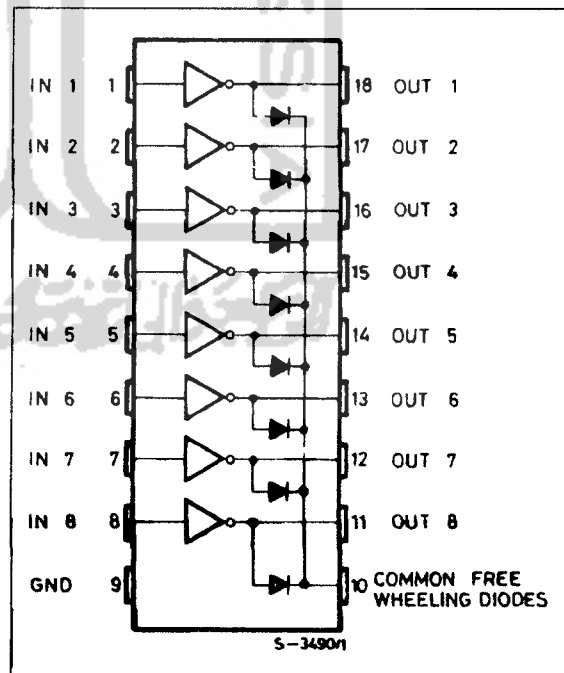 IN 1 1 18 OUT 1
IN 2 2 17 OUT 2
IN 3 3 16 OUT 3
IN 4 4 15 OUT 4
IN 5 5 14 OUT 5
IN 6 6 13 OUT 6
IN 7 7 12 OUT 7
IN 8 8 11 OUT 8
GND 9 10 COMMON FREE
WHEELING DIODES
S-3490/1